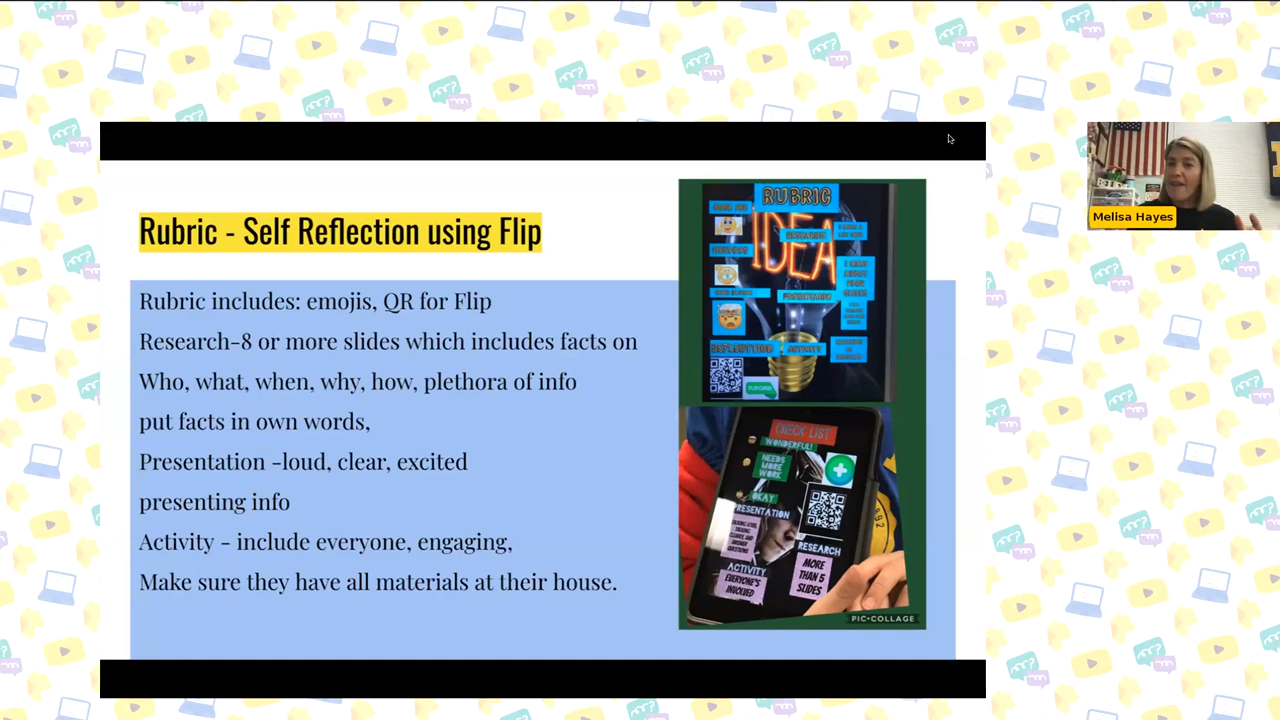 Rubric - Self Reflection using Flip
Rubric includes: emojis, QR for Flip
Research-8 or more slides which includes facts on
Who, what, when, why, how, plethora of info
put facts in own words,
Presentation -loud, clear, excited
presenting info
Activity - include everyone, engaging,
Make sure they have all materials at their house.
RUBRIC
IDEA
PRESENTATION
REFLECTION
ACTIVITY
CHECK LIST
WONDERFUL!
NEEDS
MORE
WORK
OKAY
PRESENTATION
RESEARCH
MORE
THAN 5
SLIDES
ACTIVITY
EVERYONE'S
INVOLVED
PIC•COLLAGE
Melisa Hayes